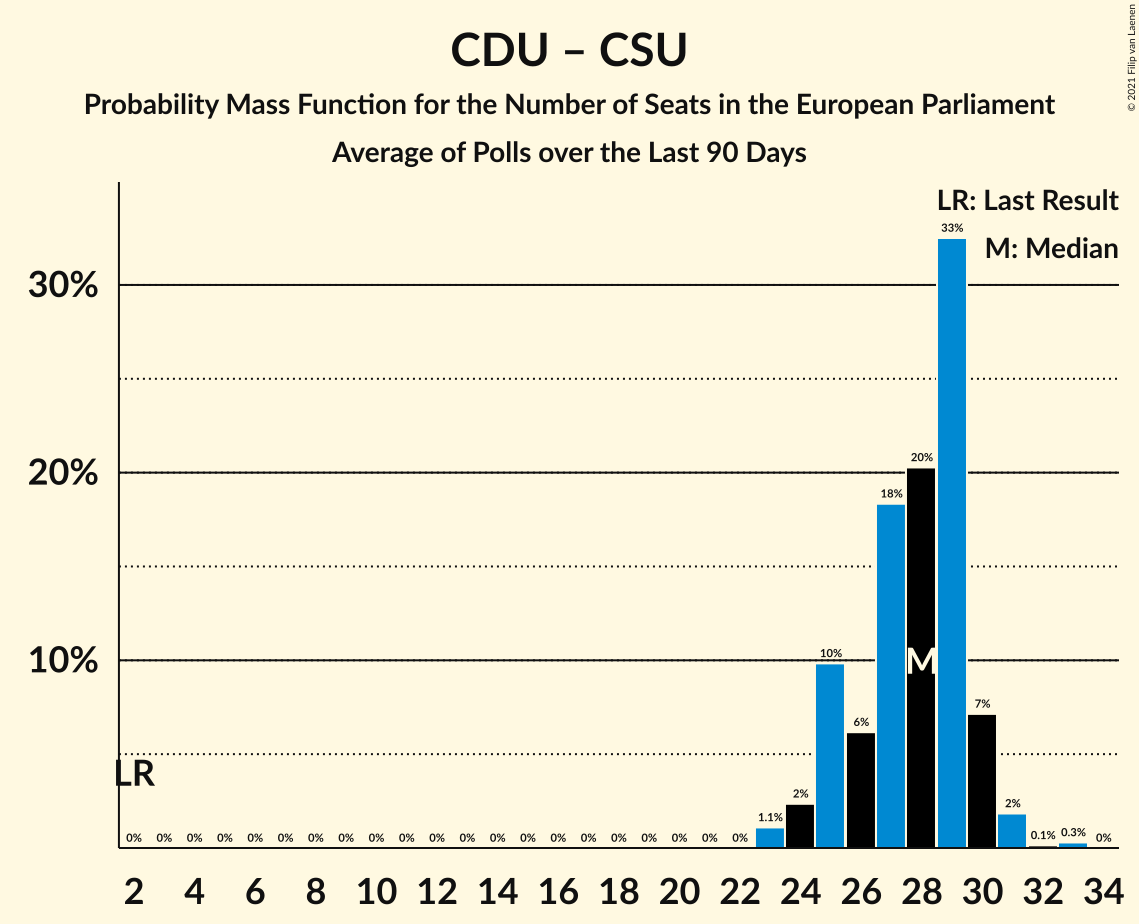 © 2021 Filip van Laenen
CDU – CSU
Probability Mass Function for the Number of Seats in the European Parliament
Average of Polls over the Last 90 Days
LR: Last Result
M: Median
33%
30%
20%
20%
18%
10%
10%
M
7%
6%
LR
2%
2%
1.1%
0.1% 0.3%
0% 0% 0% 0% 0% 0% 0% 0% 0% 0% 0% 0% 0% 0% 0% 0% 0% 0% 0% 0% 0% 0%
2 4 6 8 10 12 14 16 18 20 22 24 26 28 30 32 34